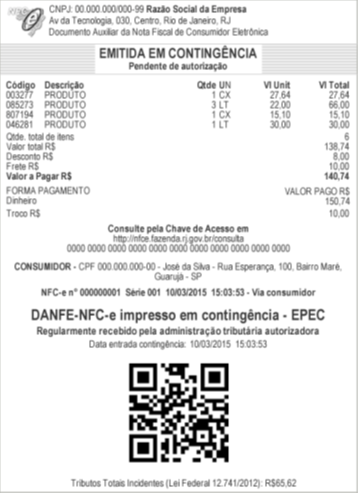 NFC-e
CNPJ: 00.000.000/000-99 Razão Social da Empresa
Av da Tecnologia, 030, Centro, Rio de Janeiro, RJ
Documento Auxiliar da Nota Fiscal de Consumidor Eletrônica
EMITIDA EM CONTINGÊNCIA
Pendente de autorização
Código Descrição Qtde UN Vl Unit Vl Total
003277 PRODUTO 1 CX 27,64 27,64
085273 PRODUTO 3 LT 22,00 66,00
807194 PRODUTO 1 CX 15,10 15,10
046281 PRODUTO 1 LT 30,00 30,00
Qtde. total de itens 6
Valor total R$ 138,74
Desconto R$ 8,00
Frete R$ 10,00
Valor a Pagar R$ 140,74
FORMA PAGAMENTO VALOR PAGO R$
Dinheiro 150,74
Troco R$ 10,00
Consulte pela Chave de Acesso em
http://nfce.fazenda.rj.gov.br/consulta
0000 0000 0000 0000 0000 0000 0000 0000 0000 0000 0000
CONSUMIDOR - CPF 000.000.000-00 - José da Silva - Rua Esperança, 100, Bairro Maré,
Guarujá - SP
NFC-e nº 000000001 Série 001 10/03/2015 15:03:53 - Via consumidor
DANFE-NFC-e impresso em contingência - EPEC
Regularmente recebido pela administração tributária autorizadora
Data entrada contingência: 10/03/2015 15:03:53
Tributos Totais Incidentes (Lei Federal 12.741/2012): R$65,62